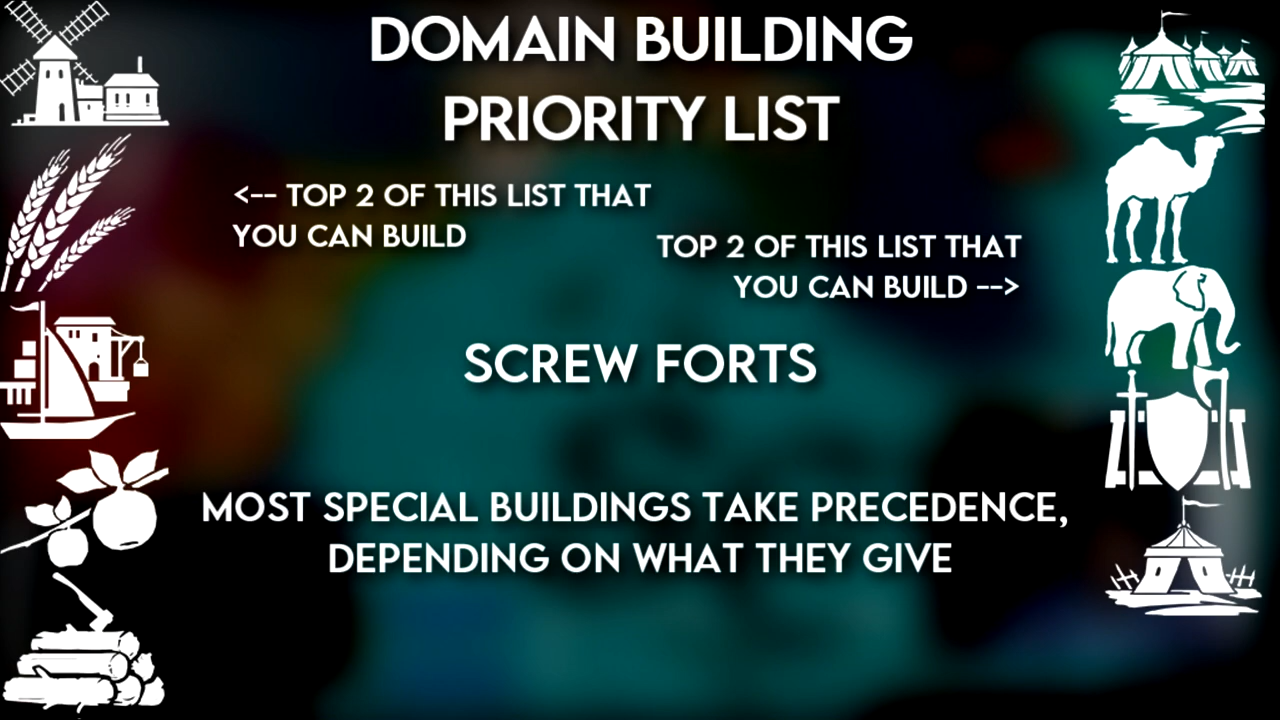 DOMAIN BUILDING
PRIORITY LIST
<-- TOP 2 OF THIS LIST THAT
YOU CAN BUILD
TOP 2 OF THIS LIST THAT
YOU CAN BUILD -->
SCREW FORTS
MOST SPECIAL BUILDINGS TAKE PRECEDENCE,
DEPENDING ON WHAT THEY GIVE